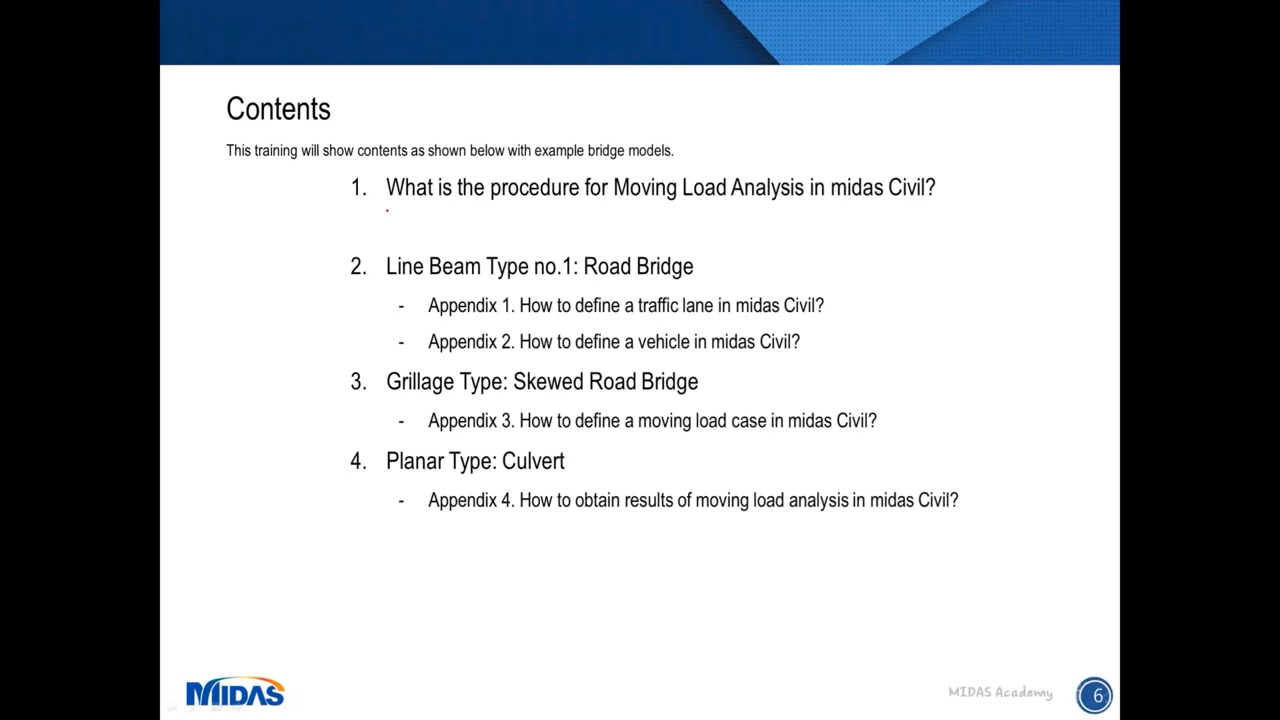 Contents
This training will show contents as shown below with example bridge models.
1. What is the procedure for Moving Load Analysis in midas Civil?
2. Line Beam Type no.1: Road Bridge
- Appendix 1. How to define a traffic lane in midas Civil?
- Appendix 2. How to define a vehicle in midas Civil?
3. Grillage Type: Skewed Road Bridge
- Appendix 3. How to define a moving load case in midas Civil?
4. Planar Type: Culvert
- Appendix 4. How to obtain results of moving load analysis in midas Civil?
MIDAS
MIDAS Academy
6